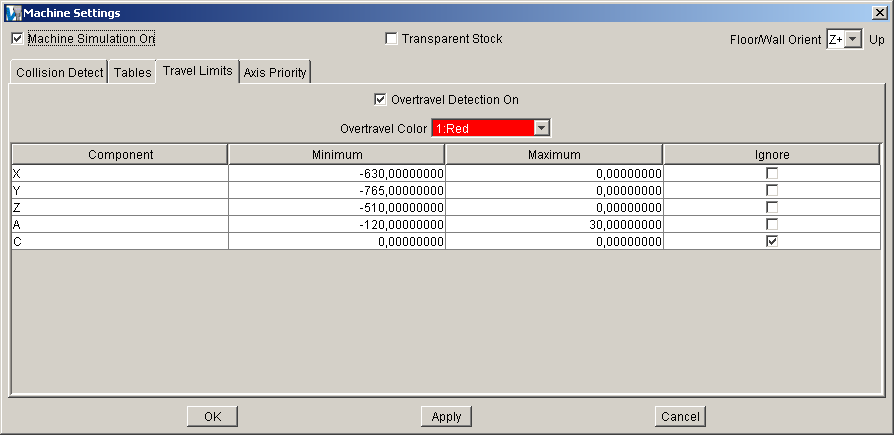 Machine Settings
Machine Simulation On Transparent Stock Floor/Wall Orient Z+ Up
Collision Detect Tables Travel Limits Axis Priority
Overtravel Detection On
Overtravel Color 1:Red
Component Minimum Maximum Ignore
X -630,00000000 0,00000000
Y -765,00000000 0,00000000
Z -510,00000000 0,00000000
A -120,00000000 30,00000000
C 0,00000000 0,00000000
OK Apply Cancel